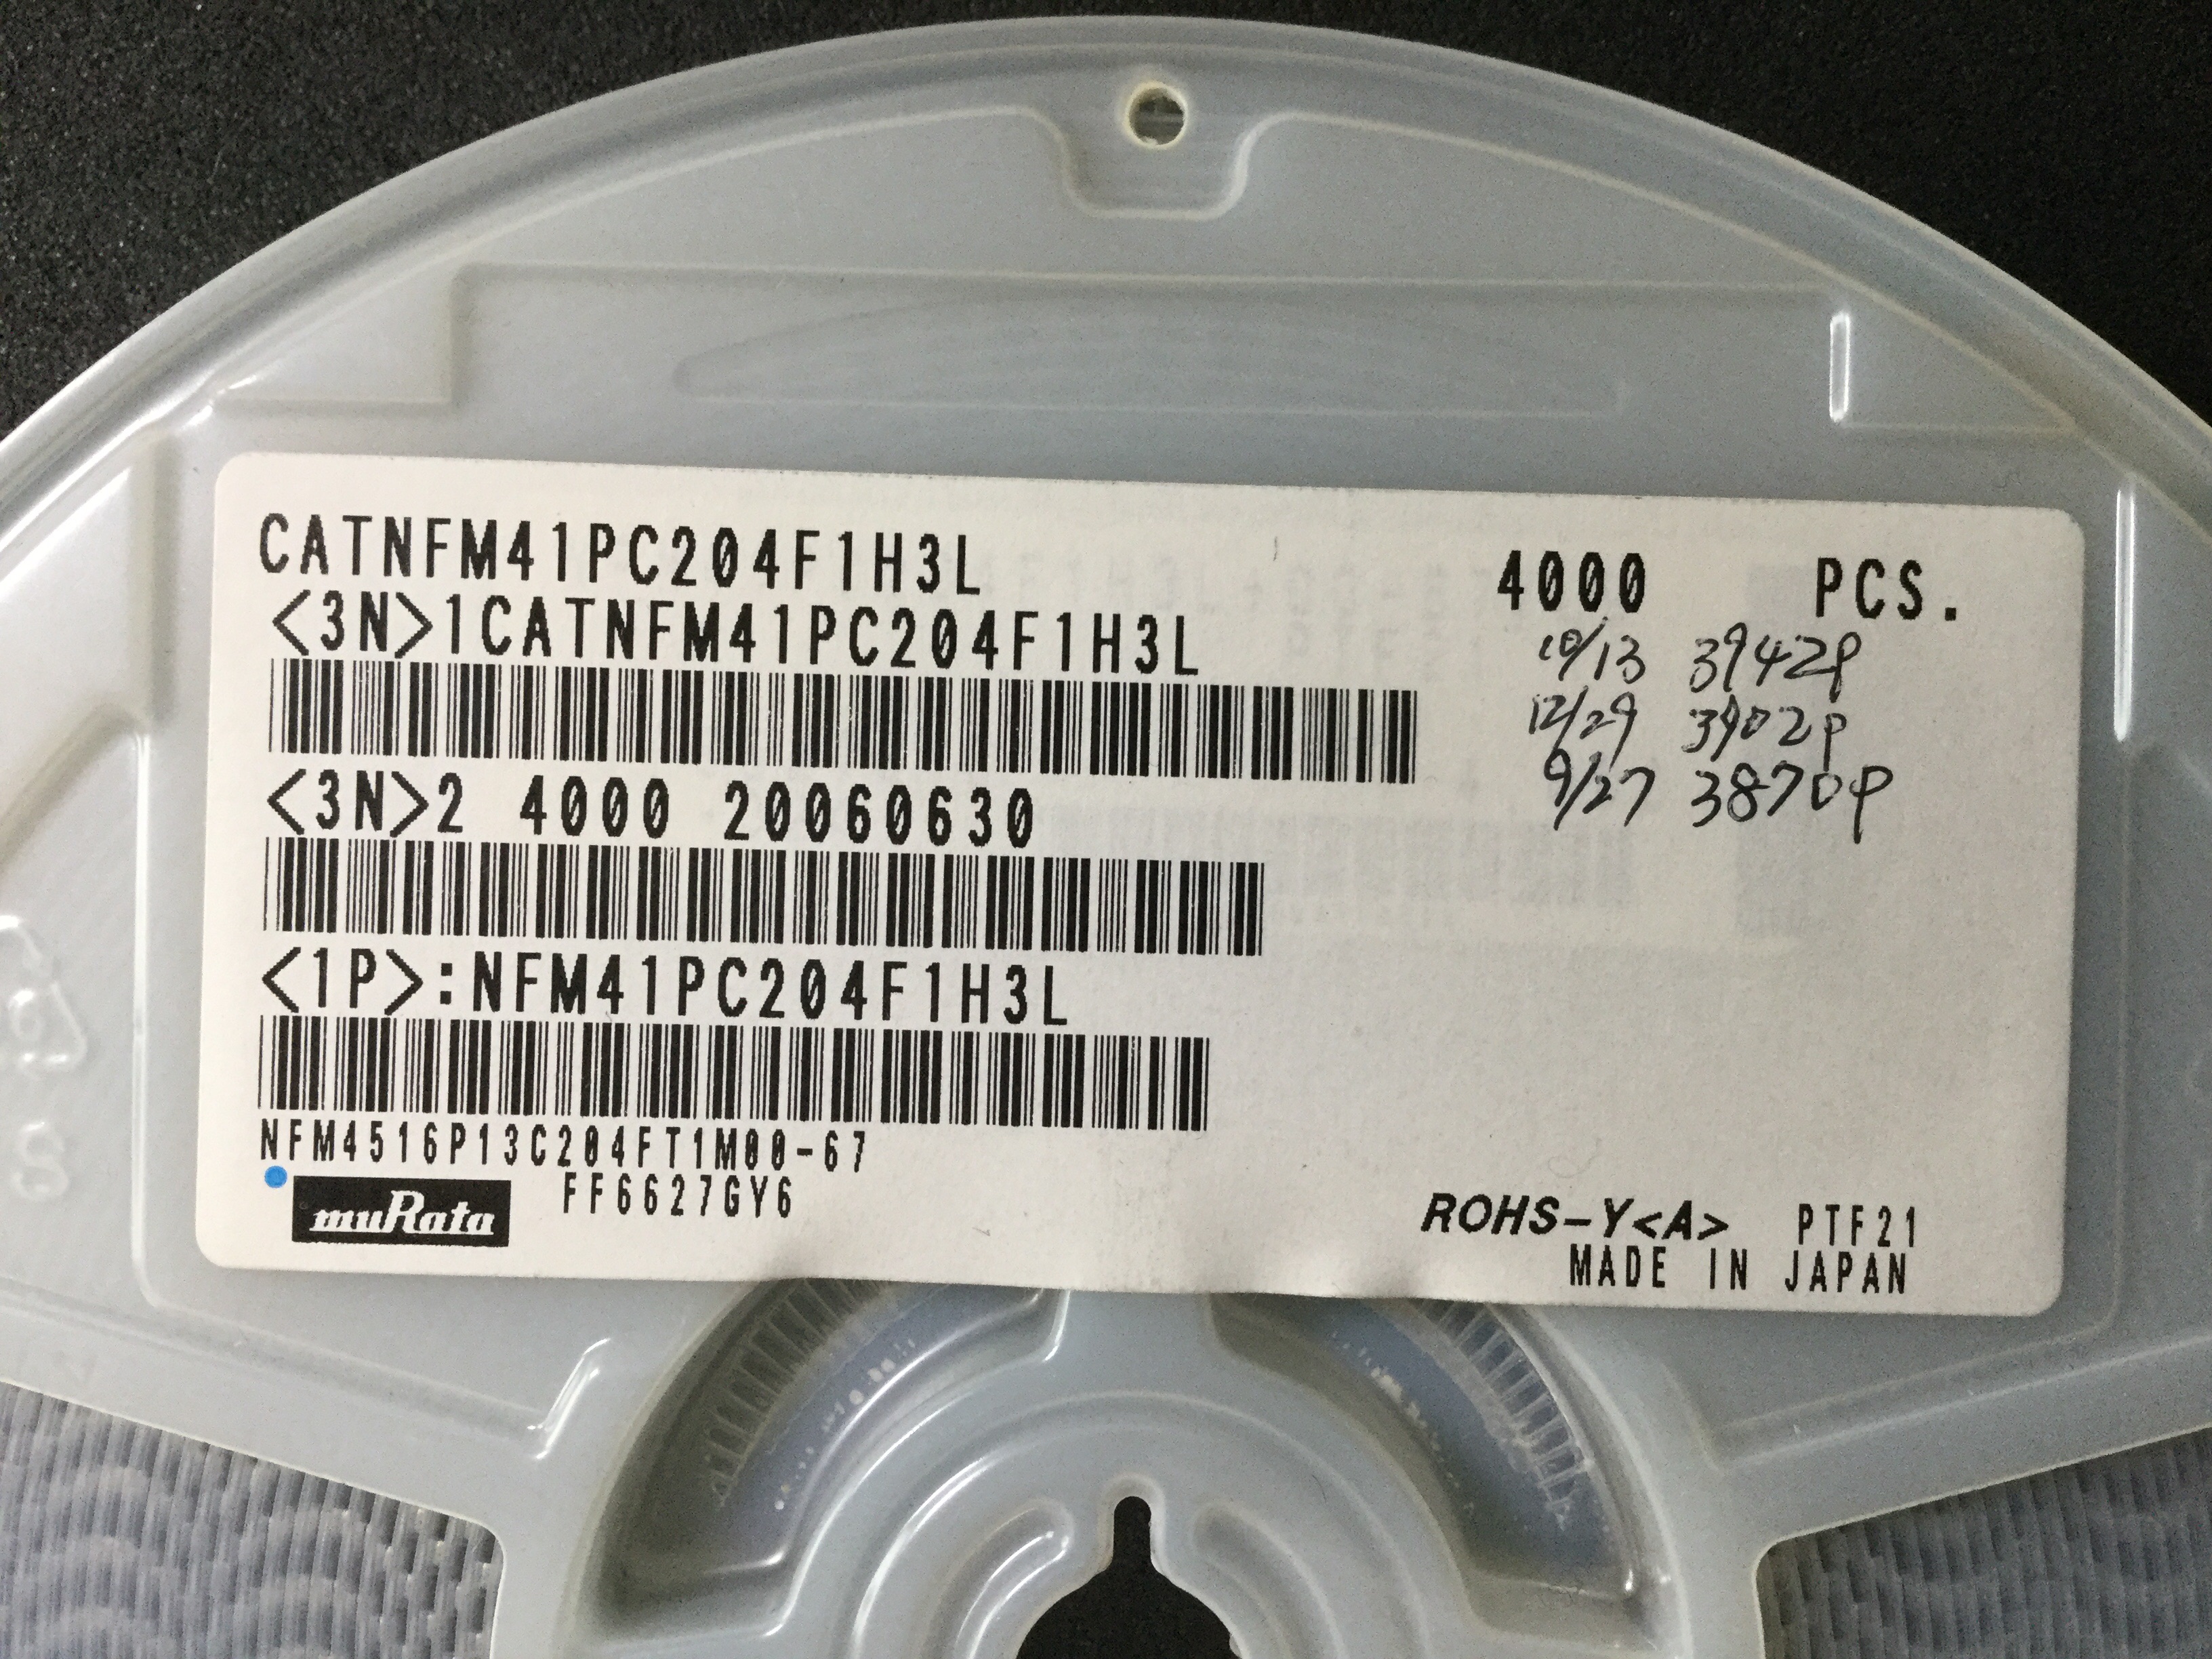 CATNFM41PC204F1H3L
4000 PCS.
<3N>1CATNFM41PC204F1H3L
10/13 3942P
12/29 3902P
9/27 3870P
<3N>2 4000 20060630
<1P>:NFM41PC204F1H3L
NFM4516P13C204FT1M00-67
muRata FF6627GY6
ROHS-Y<A> PTF21
MADE IN JAPAN